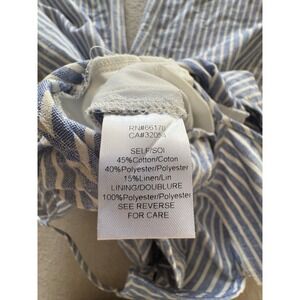 RN#66170
CA#32054
SELF/SOI
45%Cotton/Coton
40%Polyester/Polyester
15%Linen/Lin
LINING/DOUBLURE
100%Polyester/Polyester
SEE REVERSE
FOR CARE